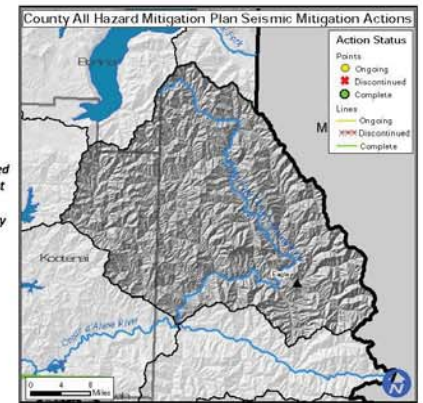 County All Hazard Mitigation Plan Seismic Mitigation Actions
Action Status
Points
Ongoing
Discontinued
Complete
Lines
Ongoing
Discontinued
Complete
Kootenai
Coeur d'Alene River
0 4 8
Miles
N